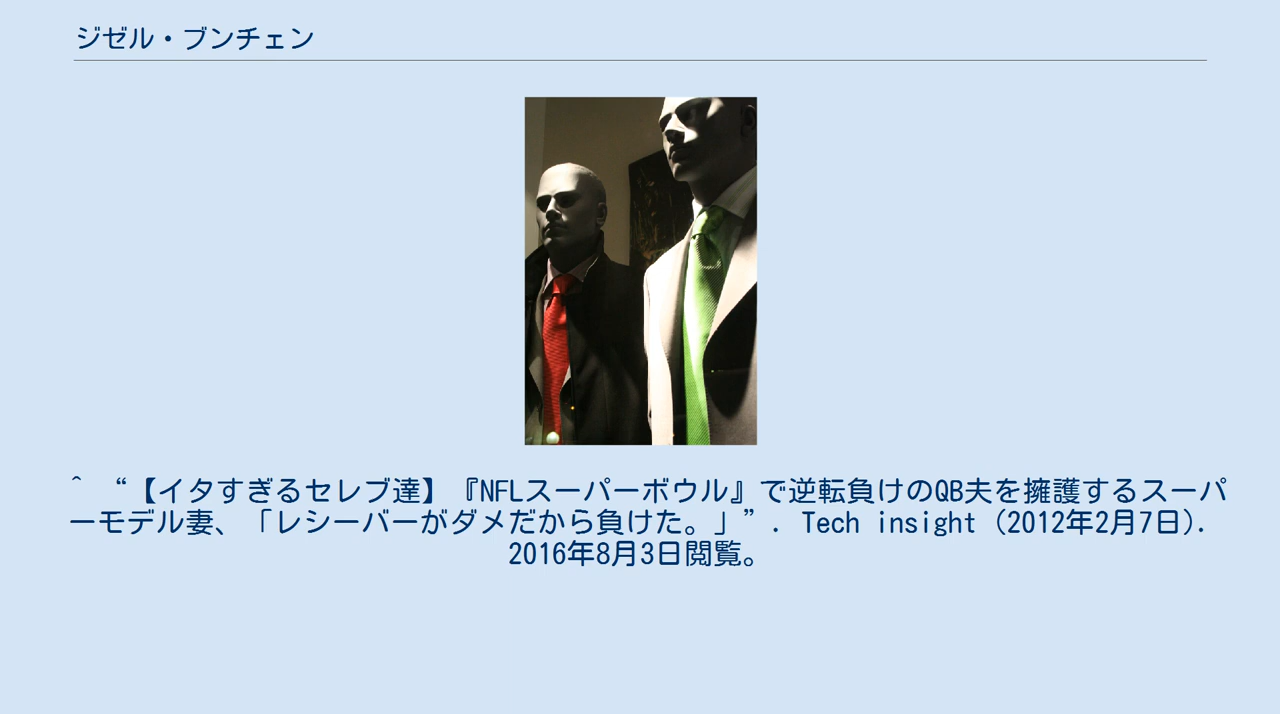 ジゼル・ブンチェン
^ “【イタすぎるセレブ達】『NFLスーパーボウル』で逆転負けのQB夫を擁護するスーパ
ーモデル妻、「レシーバーがダメだから負けた。」”. Tech insight (2012年2月7日).
2016年8月3日閲覧。